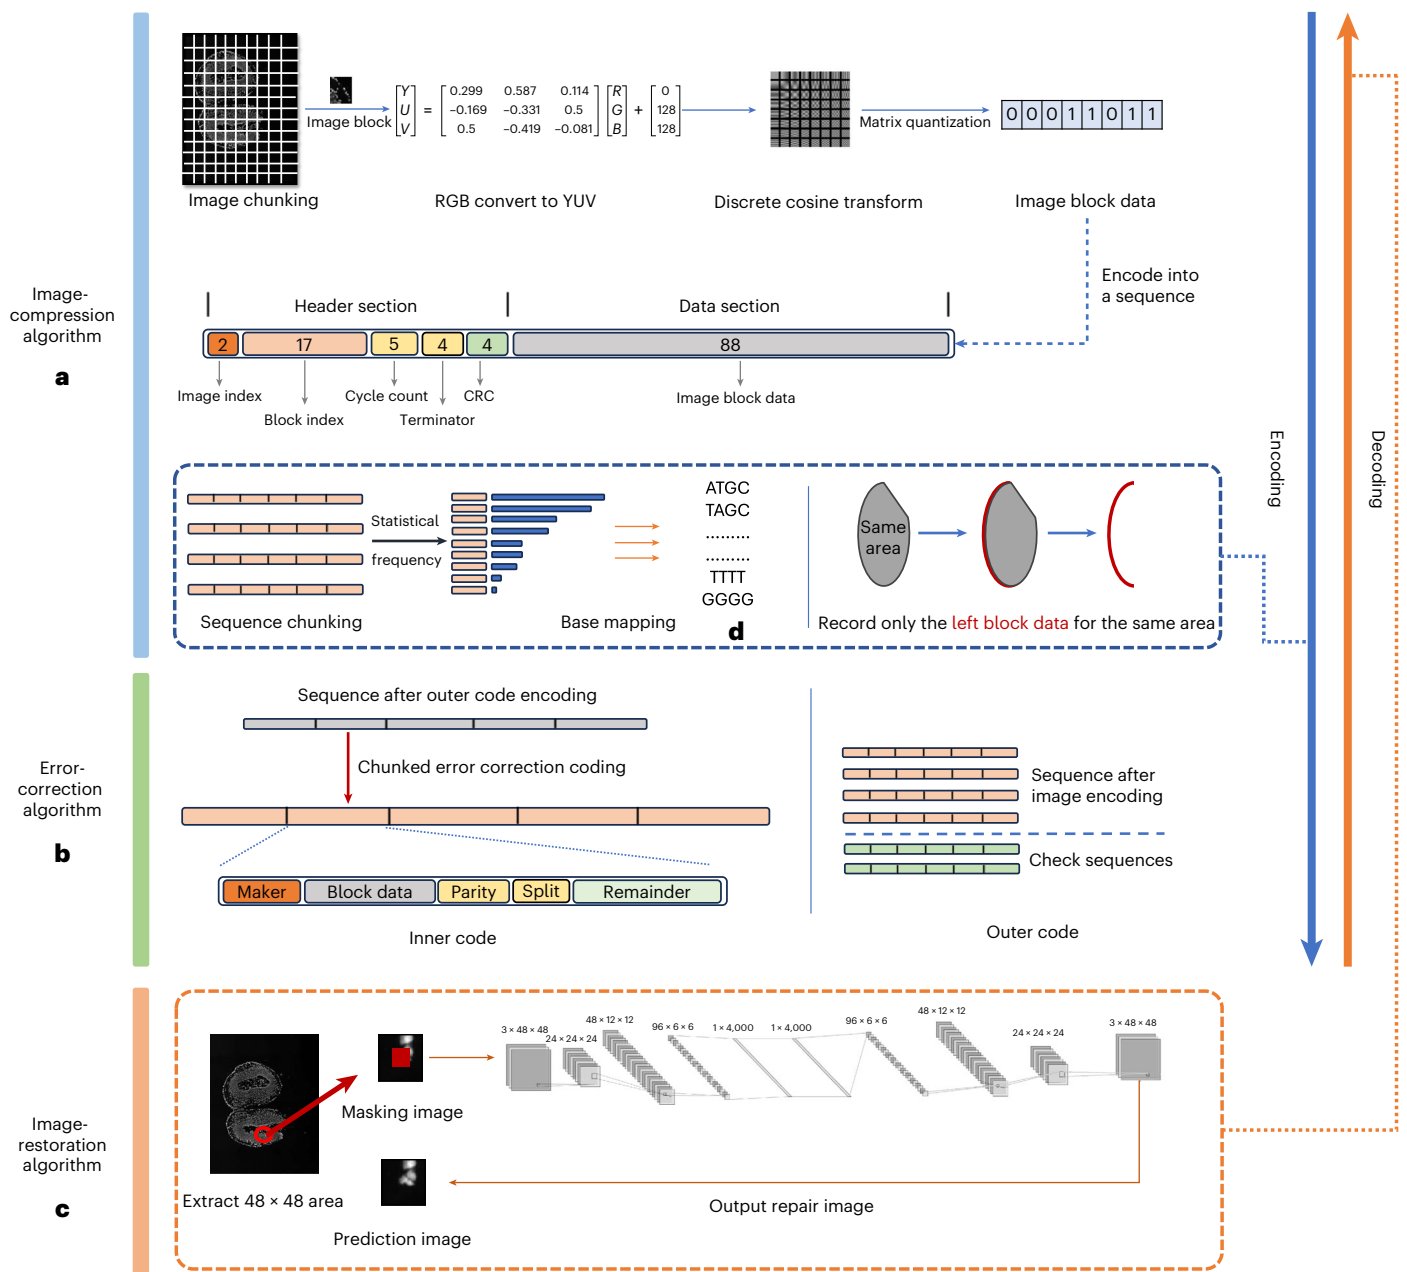 Image block
Y
U
V
=
0.299 0.587 0.114
−0.169 −0.331 0.5
0.5 −0.419 −0.081
R
G
B
+
0
128
128
Matrix quantization
0 0 0 1 1 0 1 1
Image chunking
RGB convert to YUV
Discrete cosine transform
Image block data
Encode into
a sequence
Image-
compression
algorithm
a
Header section
Data section
2 17 5 4 4 88
Image index
Block index
Cycle count
Terminator
CRC
Image block data
Statistical
frequency
Sequence chunking
Base mapping
ATGC
TAGC
.........
.........
TTTT
GGGG
d
Same
area
Record only the left block data for the same area
Encoding
Decoding
Error-
correction
algorithm
b
Sequence after outer code encoding
Chunked error correction coding
Maker Block data Parity Split Remainder
Inner code
Sequence after
image encoding
Check sequences
Outer code
Image-
restoration
algorithm
c
Extract 48 × 48 area
Masking image
Prediction image
3 × 48 × 48
24 × 24 × 24
48 × 12 × 12
96 × 6 × 6
1 × 4,000
1 × 4,000
96 × 6 × 6
48 × 12 × 12
24 × 24 × 24
3 × 48 × 48
Output repair image